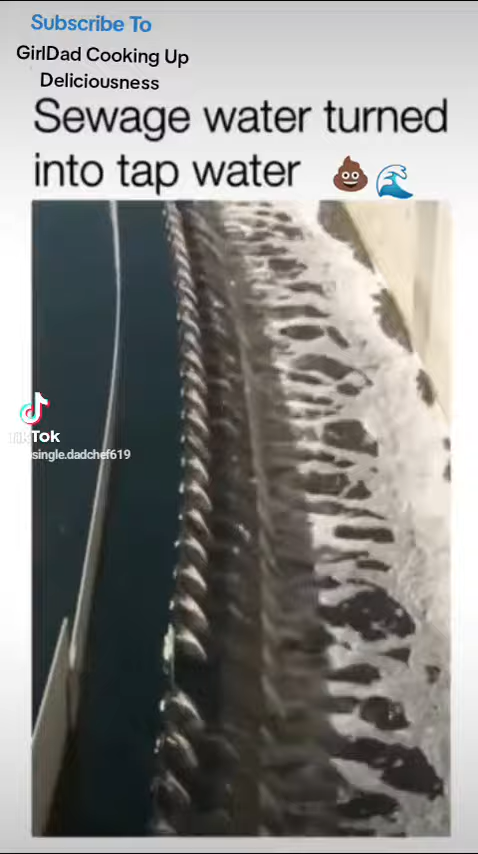 Subscribe To
GirlDad Cooking Up
Deliciousness
Sewage water turned
into tap water 💩🌊
TikTok
single.dadchef619